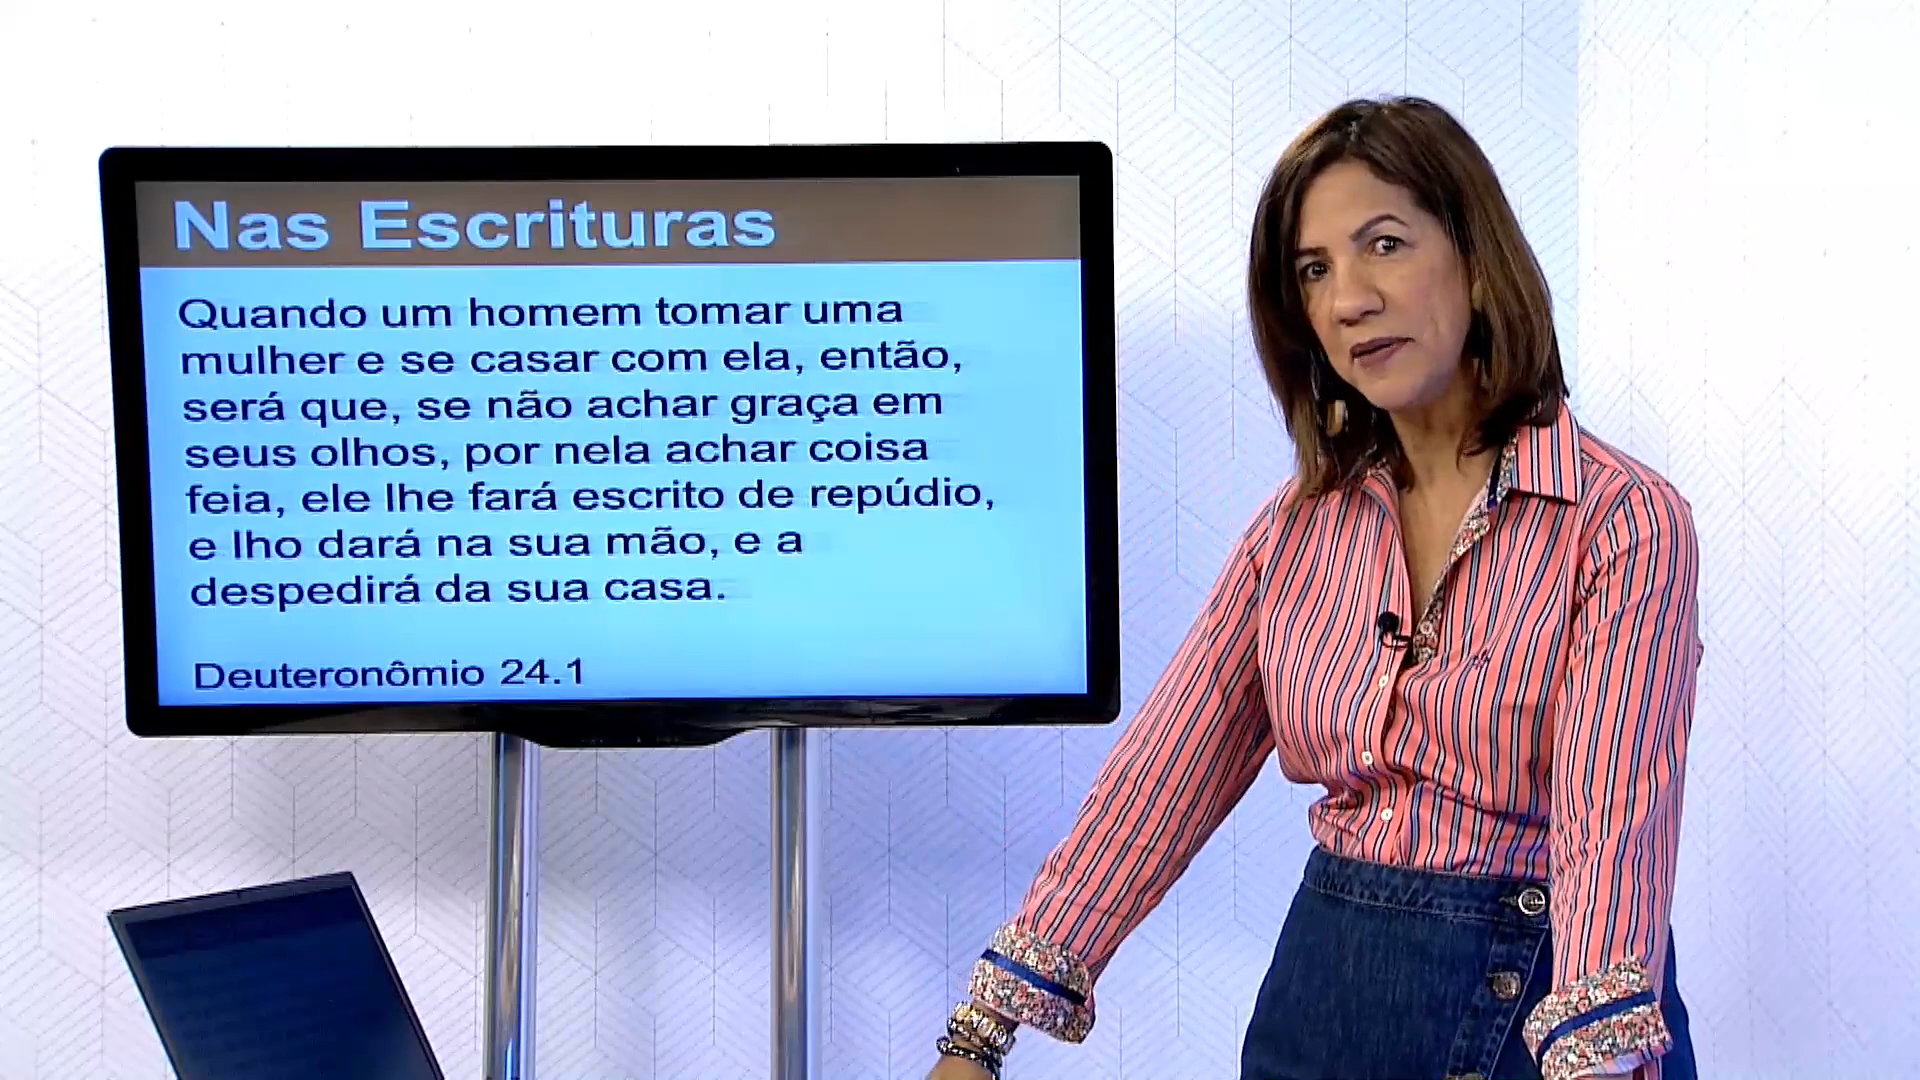 Nas Escrituras
Quando um homem tomar uma
mulher e se casar com ela, então,
será que, se não achar graça em
seus olhos, por nela achar coisa
feia, ele lhe fará escrito de repúdio,
e lho dará na sua mão, e a
despedirá da sua casa.
Deuteronômio 24.1